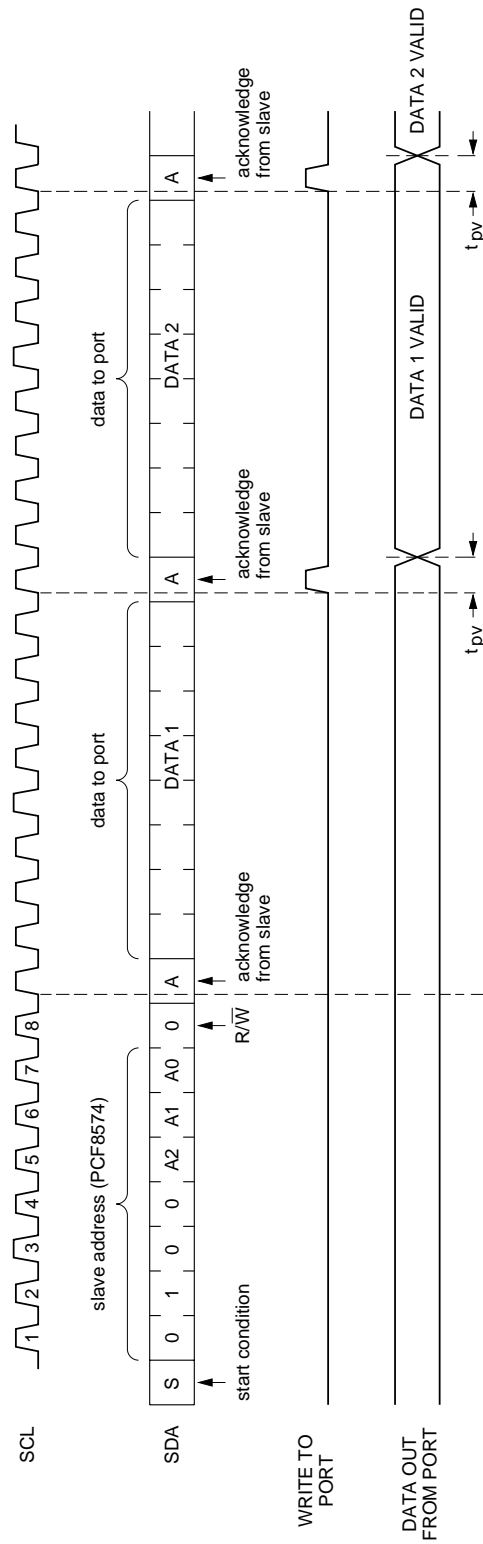 SCL
1 2 3 4 5 6 7 8
slave address (PCF8574)
data to port
data to port
SDA
S 0 1 0 0 A2 A1 A0 0 A DATA 1 A DATA 2 A
start condition
R/W
acknowledge
from slave
acknowledge
from slave
acknowledge
from slave
WRITE TO
PORT
DATA OUT
FROM PORT
DATA 1 VALID
DATA 2 VALID
tpv
tpv